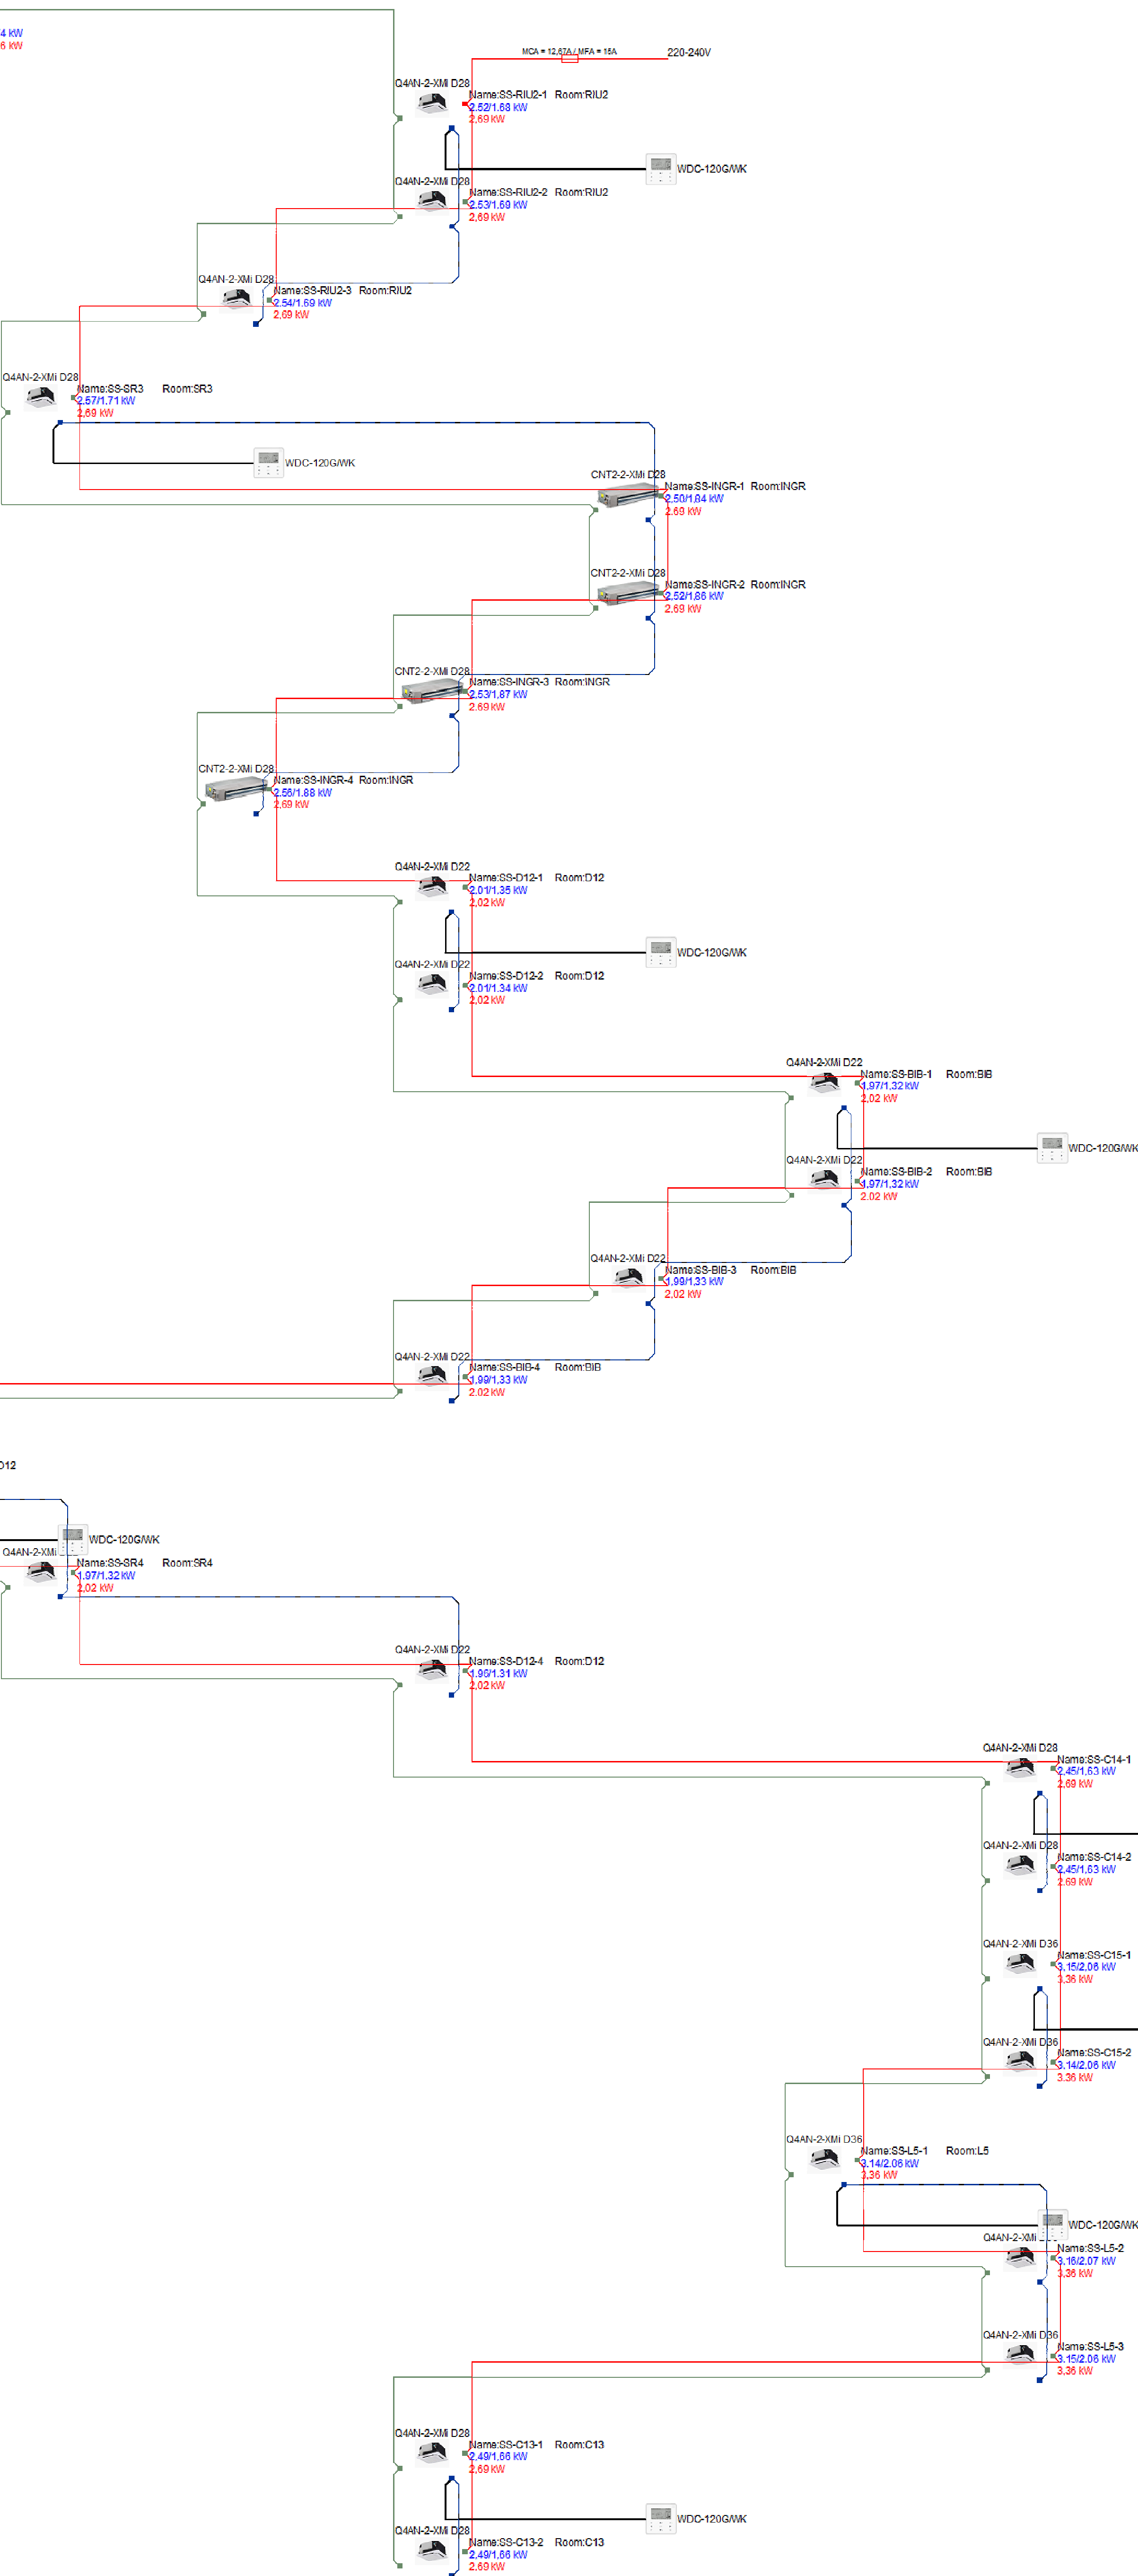 4 kW
6 kW
MCA = 12,67A / MFA = 15A
220-240V
Q4AN-2-XMi D28
Name:SS-RIU2-1 Room:RIU2
2.52/1.68 kW
2,69 kW
WDC-120G/WK
Q4AN-2-XMi D28
Name:SS-RIU2-2 Room:RIU2
2.53/1.69 kW
2,69 kW
Q4AN-2-XMi D28
Name:SS-RIU2-3 Room:RIU2
2.54/1.69 kW
2,69 kW
Q4AN-2-XMi D28
Name:SS-SR3 Room:SR3
2.57/1.71 kW
2,69 kW
WDC-120G/WK
CNT2-2-XMi D28
Name:SS-INGR-1 Room:INGR
2.50/1.84 kW
2.69 kW
CNT2-2-XMi D28
Name:SS-INGR-2 Room:INGR
2.52/1.86 kW
2.69 kW
CNT2-2-XMi D28
Name:SS-INGR-3 Room:INGR
2.53/1.87 kW
2.69 kW
CNT2-2-XMi D28
Name:SS-INGR-4 Room:INGR
2.56/1.88 kW
2,69 kW
Q4AN-2-XMi D22
Name:SS-D12-1 Room:D12
2.01/1.35 kW
2,02 kW
WDC-120G/WK
Q4AN-2-XMi D22
Name:SS-D12-2 Room:D12
2.01/1.34 kW
2,02 kW
Q4AN-2-XMi D22
Name:SS-BIB-1 Room:BIB
1.97/1.32 kW
2.02 kW
WDC-120G/WK
Q4AN-2-XMi D22
Name:SS-BIB-2 Room:BIB
1.97/1.32 kW
2.02 kW
Q4AN-2-XMi D22
Name:SS-BIB-3 Room:BIB
1.99/1.33 kW
2.02 kW
Q4AN-2-XMi D22
Name:SS-BIB-4 Room:BIB
1.99/1.33 kW
2.02 kW
D12
WDC-120G/WK
Q4AN-2-XMi
Name:SS-SR4 Room:SR4
1.97/1.32 kW
2,02 kW
Q4AN-2-XMi D22
Name:SS-D12-4 Room:D12
1.96/1.31 kW
2,02 kW
Q4AN-2-XMi D28
Name:SS-C14-1
2.45/1,63 kW
2.69 kW
Q4AN-2-XMi D28
Name:SS-C14-2
2.45/1,63 kW
2.69 kW
Q4AN-2-XMi D36
Name:SS-C15-1
3.15/2,06 kW
3.36 kW
Q4AN-2-XMi D36
Name:SS-C15-2
3.14/2.06 kW
3.36 kW
Q4AN-2-XMi D36
Name:SS-L5-1 Room:L5
3.14/2.06 kW
3.36 kW
WDC-120G/WK
Q4AN-2-XMi
Name:SS-L5-2
3.16/2.07 kW
3.36 kW
Q4AN-2-XMi D36
Name:SS-L5-3
3.15/2.06 kW
3,36 kW
Q4AN-2-XMi D28
Name:SS-C13-1 Room:C13
2,49/1.66 kW
2,69 kW
WDC-120G/WK
Q4AN-2-XMi D28
Name:SS-C13-2 Room:C13
2,49/1.66 kW
2,69 kW